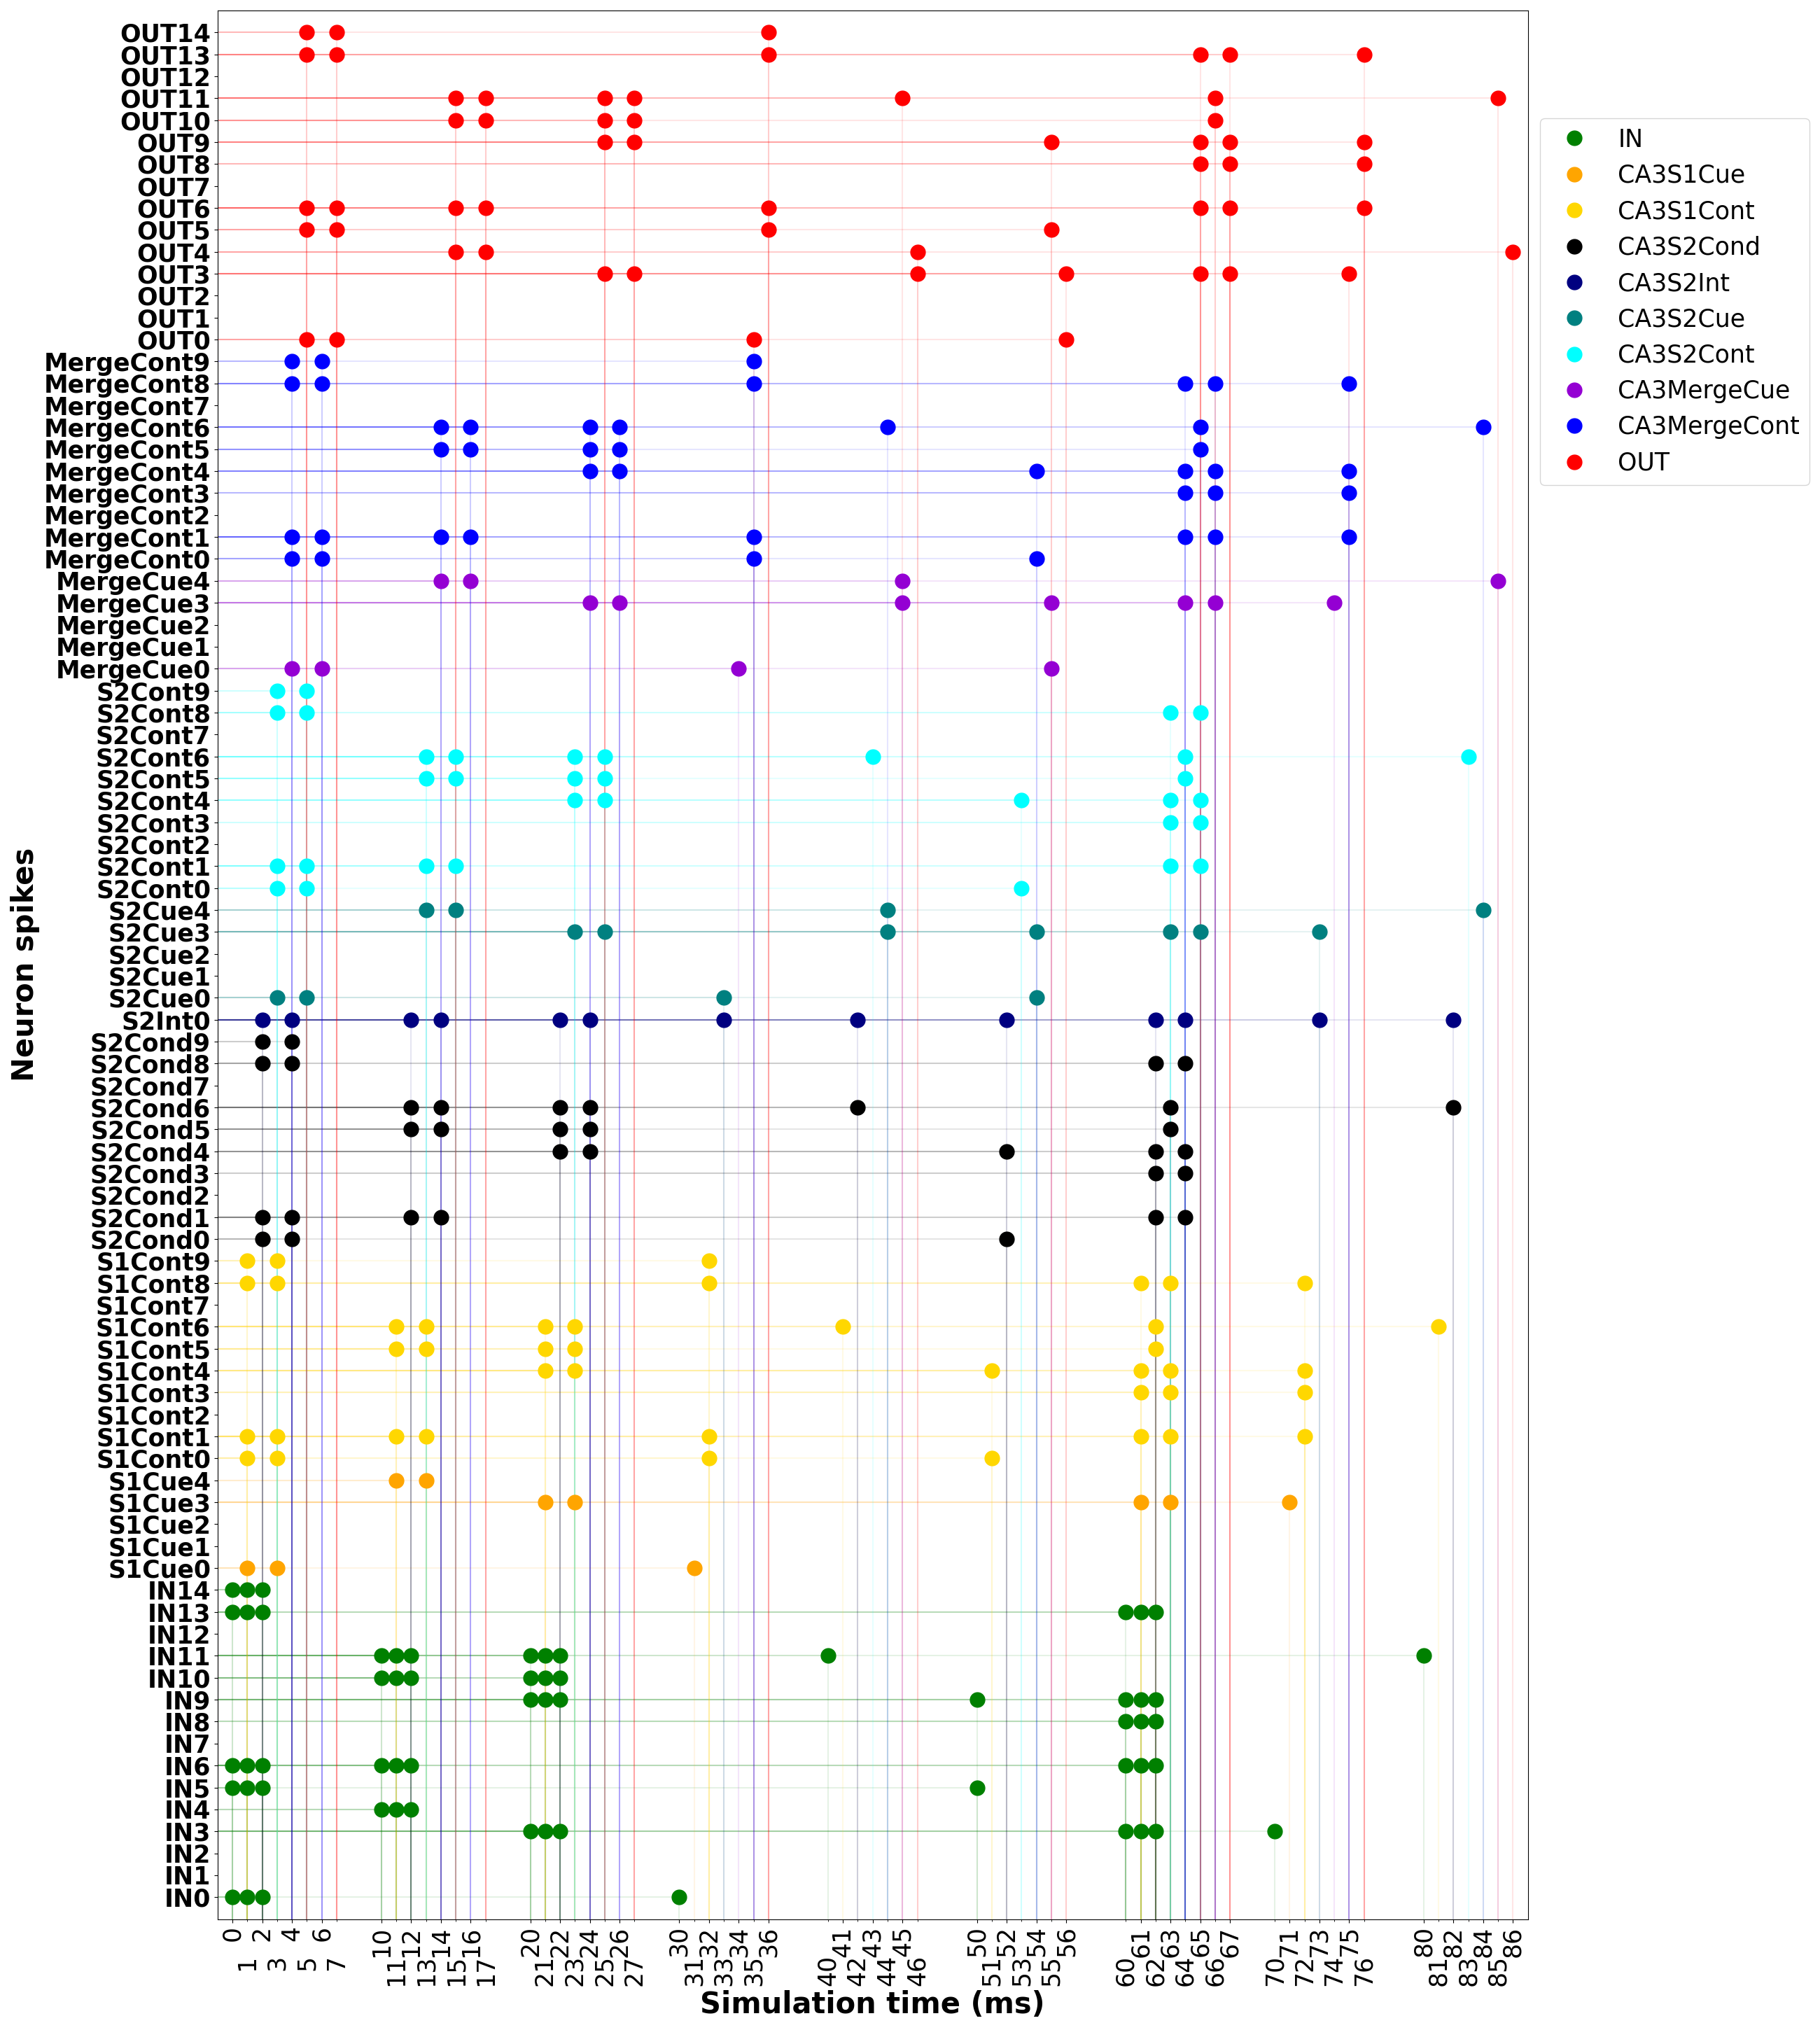 Neuron spikes
OUT14
OUT13
OUT12
OUT11
OUT10
OUT9
OUT8
OUT7
OUT6
OUT5
OUT4
OUT3
OUT2
OUT1
OUT0
MergeCont9
MergeCont8
MergeCont7
MergeCont6
MergeCont5
MergeCont4
MergeCont3
MergeCont2
MergeCont1
MergeCont0
MergeCue4
MergeCue3
MergeCue2
MergeCue1
MergeCue0
S2Cont9
S2Cont8
S2Cont7
S2Cont6
S2Cont5
S2Cont4
S2Cont3
S2Cont2
S2Cont1
S2Cont0
S2Cue4
S2Cue3
S2Cue2
S2Cue1
S2Cue0
S2Int0
S2Cond9
S2Cond8
S2Cond7
S2Cond6
S2Cond5
S2Cond4
S2Cond3
S2Cond2
S2Cond1
S2Cond0
S1Cont9
S1Cont8
S1Cont7
S1Cont6
S1Cont5
S1Cont4
S1Cont3
S1Cont2
S1Cont1
S1Cont0
S1Cue4
S1Cue3
S1Cue2
S1Cue1
S1Cue0
IN14
IN13
IN12
IN11
IN10
IN9
IN8
IN7
IN6
IN5
IN4
IN3
IN2
IN1
IN0
IN
CA3S1Cue
CA3S1Cont
CA3S2Cond
CA3S2Int
CA3S2Cue
CA3S2Cont
CA3MergeCue
CA3MergeCont
OUT
0
1
2
3
4
5
6
7
10
11
12
13
14
15
16
17
20
21
22
23
24
25
26
27
30
31
32
33
34
35
36
40
41
42
43
44
45
46
50
51
52
53
54
55
56
60
61
62
63
64
65
66
67
70
71
72
73
74
75
76
80
81
82
83
84
85
86
Simulation time (ms)